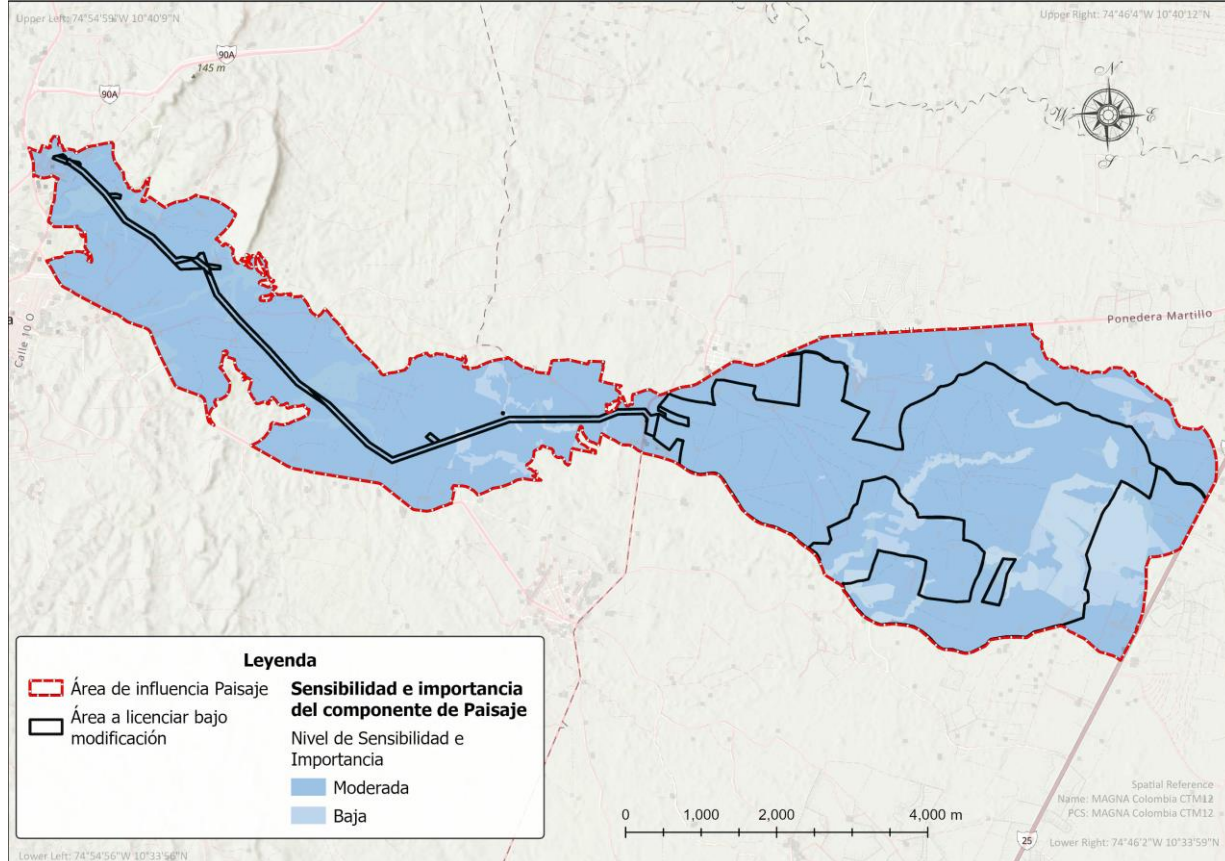 Upper Left: 74°54'59"W 10°40'9"N
Upper Right: 74°46'4"W 10°40'12"N
90A
145 m
90A
N
W
E
S
Ponedera Martillo
a
Calle 10 O
Leyenda
Área de influencia Paisaje
Área a licenciar bajo
modificación
Sensibilidad e importancia
del componente de Paisaje
Nivel de Sensibilidad e
Importancia
Moderada
Baja
0 1,000 2,000 4,000 m
Spatial Reference
Name: MAGNA Colombia CTM12
PCS: MAGNA Colombia CTM12
25
Lower Left: 74°54'56"W 10°33'56"N
Lower Right: 74°46'2"W 10°33'59"N